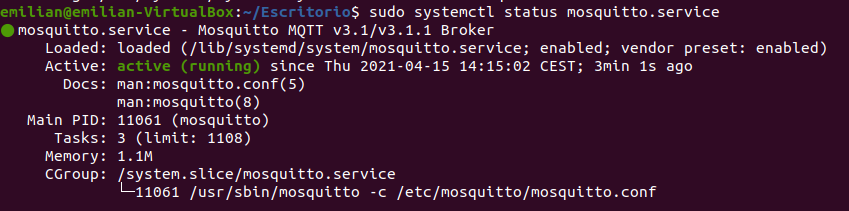 emilian@emilian-VirtualBox:~/Escritorio$ sudo systemctl status mosquitto.service
● mosquitto.service - Mosquitto MQTT v3.1/v3.1.1 Broker
Loaded: loaded (/lib/systemd/system/mosquitto.service; enabled; vendor preset: enabled)
Active: active (running) since Thu 2021-04-15 14:15:02 CEST; 3min 1s ago
Docs: man:mosquitto.conf(5)
man:mosquitto(8)
Main PID: 11061 (mosquitto)
Tasks: 3 (limit: 1108)
Memory: 1.1M
CGroup: /system.slice/mosquitto.service
└─11061 /usr/sbin/mosquitto -c /etc/mosquitto/mosquitto.conf